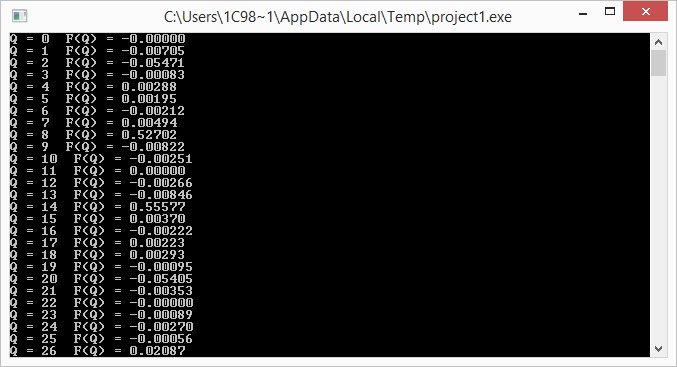 C:\Users\1C98~1\AppData\Local\Temp\project1.exe
Q = 0  F(Q) = -0.00000
Q = 1  F(Q) = -0.00705
Q = 2  F(Q) = -0.05471
Q = 3  F(Q) = -0.00083
Q = 4  F(Q) = 0.00288
Q = 5  F(Q) = 0.00195
Q = 6  F(Q) = -0.00212
Q = 7  F(Q) = 0.00494
Q = 8  F(Q) = 0.52702
Q = 9  F(Q) = -0.00822
Q = 10  F(Q) = -0.00251
Q = 11  F(Q) = 0.00000
Q = 12  F(Q) = -0.00266
Q = 13  F(Q) = -0.00846
Q = 14  F(Q) = 0.55577
Q = 15  F(Q) = 0.00370
Q = 16  F(Q) = -0.00222
Q = 17  F(Q) = 0.00223
Q = 18  F(Q) = 0.00293
Q = 19  F(Q) = -0.00095
Q = 20  F(Q) = -0.05405
Q = 21  F(Q) = -0.00353
Q = 22  F(Q) = -0.00000
Q = 23  F(Q) = -0.00089
Q = 24  F(Q) = -0.00270
Q = 25  F(Q) = -0.00056
Q = 26  F(Q) = 0.02087